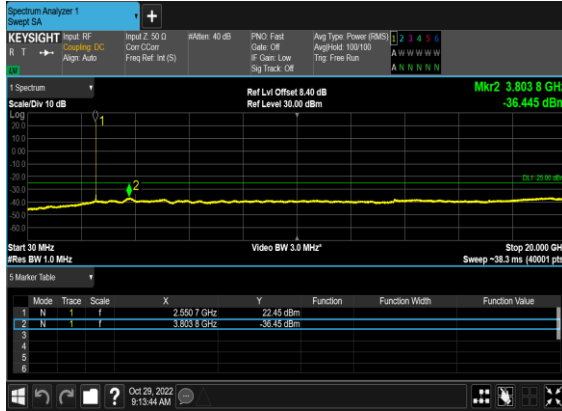 Spectrum Analyzer 1
Swept SA
+
KEYSIGHT Input: RF Input Z: 50 Ω #Atten: 40 dB PNO: Fast Avg Type: Power (RMS) 1 2 3 4 5 6
R T Coupling: DC Corr CCorr Gate: Off Avg|Hold: 100/100 A W W W W W
Align: Auto Freq Ref: Int (S) IF Gain: Low Trig: Free Run A N N N N N
Sig Track: Off
1 Spectrum Ref Lvl Offset 8.40 dB Mkr2 3.803 8 GHz
Scale/Div 10 dB Ref Level 30.00 dBm -36.445 dBm
Log
1
20.0
10.0
0.00
-10.0
-20.0
DL1 -25.00 dBm
2
-30.0
-40.0
-50.0
-60.0
Start 30 MHz Video BW 3.0 MHz* Stop 20.000 GH
#Res BW 1.0 MHz Sweep ~38.3 ms (40001 pts
5 Marker Table
Mode Trace Scale X Y Function Function Width Function Value
1 N 1 f 2.550 7 GHz 22.45 dBm
2 N 1 f 3.803 8 GHz -36.45 dBm
3
4
5
6
? Oct 29, 2022
9:13:44 AM